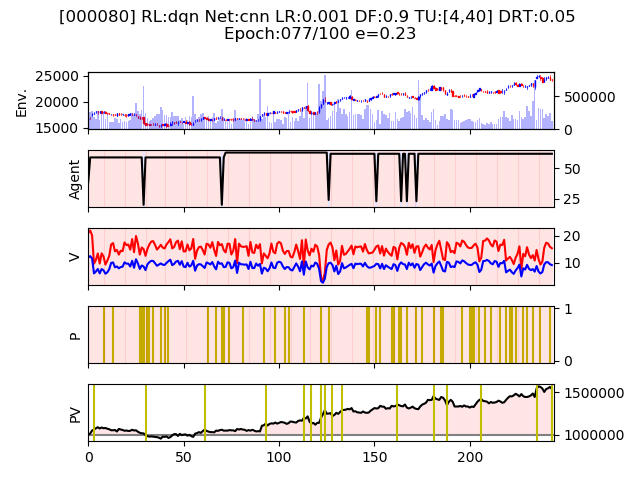 [000080] RL:dqn Net:cnn LR:0.001 DF:0.9 TU:[4,40] DRT:0.05
Epoch:077/100 e=0.23
Env.
25000
20000
15000
500000
0
Agent
50
25
V
20
10
P
1
0
PV
1500000
1000000
0 50 100 150 200